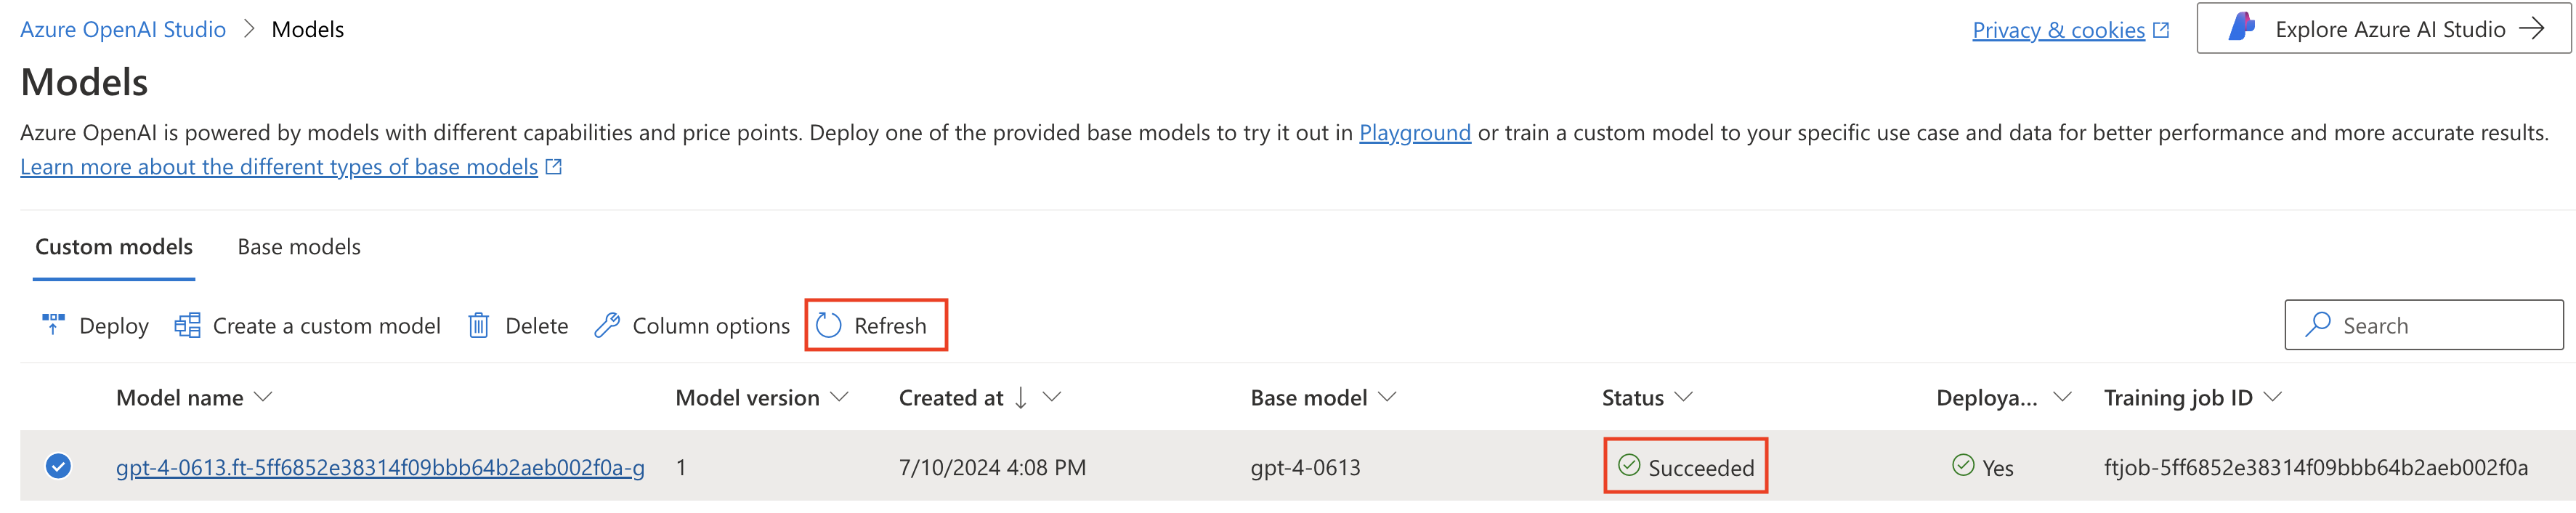 Azure OpenAI Studio > Models
Privacy & cookies
Explore Azure AI Studio →
Models
Azure OpenAI is powered by models with different capabilities and price points. Deploy one of the provided base models to try it out in Playground or train a custom model to your specific use case and data for better performance and more accurate results.
Learn more about the different types of base models
Custom models Base models
Deploy Create a custom model Delete Column options Refresh Search
Model name Model version Created at ↓ Base model Status Deploya... Training job ID
gpt-4-0613.ft-5ff6852e38314f09bbb64b2aeb002f0a-g 1 7/10/2024 4:08 PM gpt-4-0613 Succeeded Yes ftjob-5ff6852e38314f09bbb64b2aeb002f0a